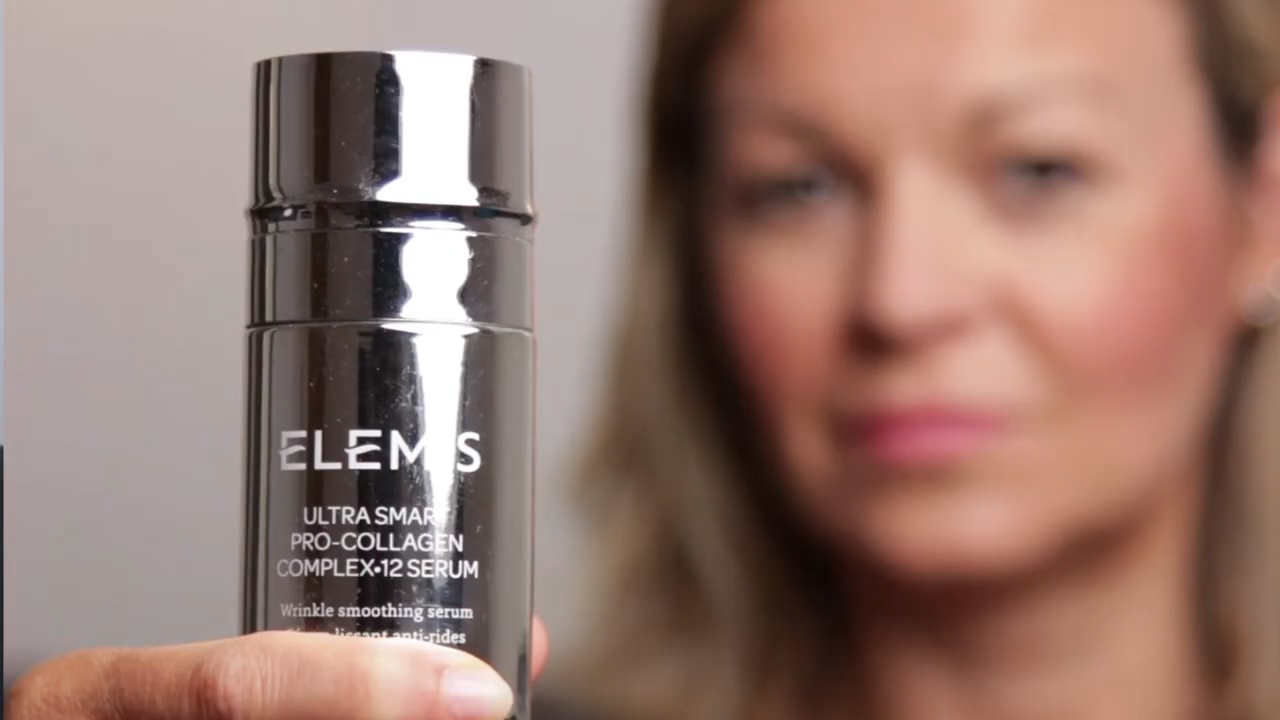 ELEMIS
ULTRA SMART
PRO-COLLAGEN
COMPLEX•12 SERUM
Wrinkle smoothing serum
lissant anti-rides